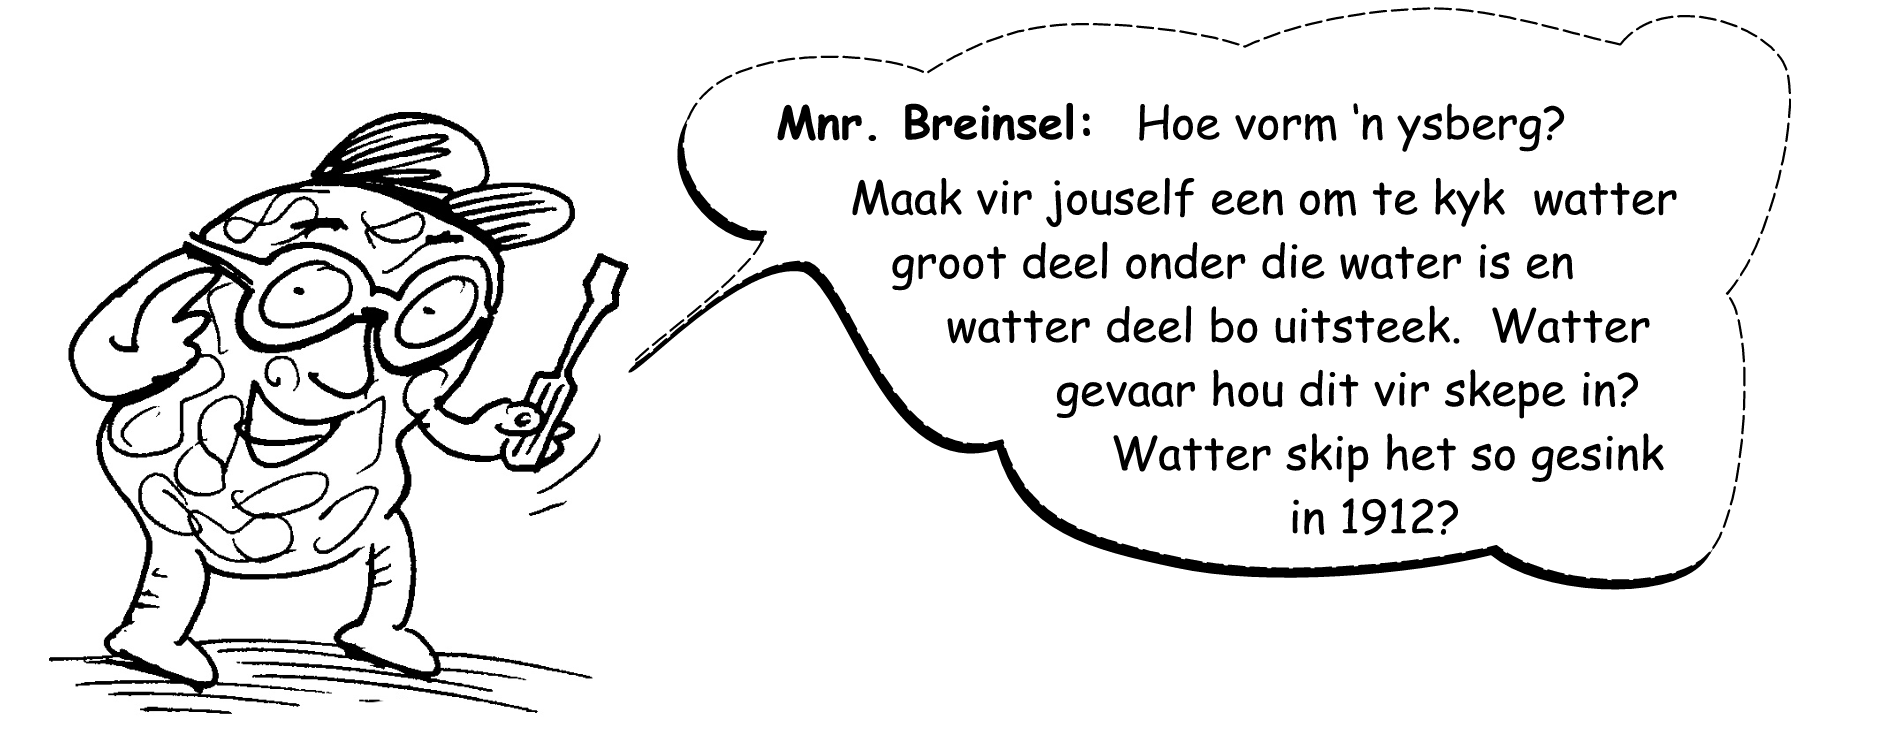 Mnr. Breinsel: Hoe vorm 'n ysberg?
Maak vir jouself een om te kyk watter
groot deel onder die water is en
watter deel bo uitsteek. Watter
gevaar hou dit vir skepe in?
Watter skip het so gesink
in 1912?